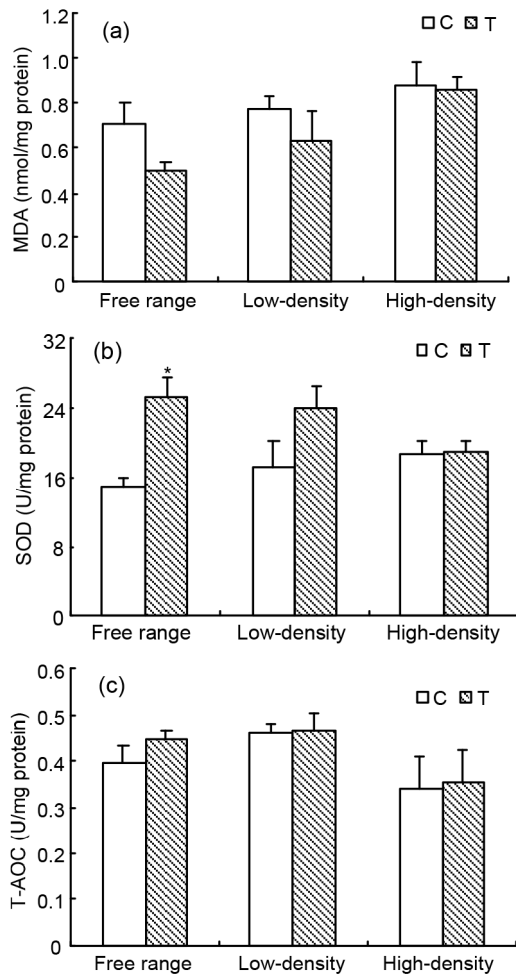 (a)
C T
MDA (nmol/mg protein)
1.2
1.0
0.8
0.6
0.4
0.2
0
Free range Low-density High-density
(b)
C T
SOD (U/mg protein)
32
24
16
8
0
*
Free range Low-density High-density
(c)
C T
T-AOC (U/mg protein)
0.6
0.5
0.4
0.3
0.2
0.1
0
Free range Low-density High-density